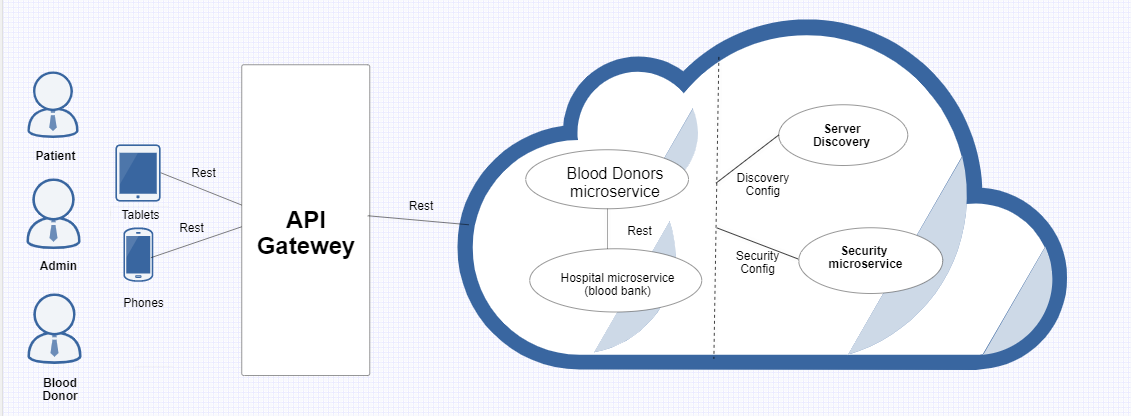 Patient
Admin
Blood
Donor
Tablets
Phones
Rest
Rest
API
Gatewey
Rest
Blood Donors
microservice
Rest
Hospital microservice
(blood bank)
Server
Discovery
Discovery
Config
Security
Config
Security
microservice